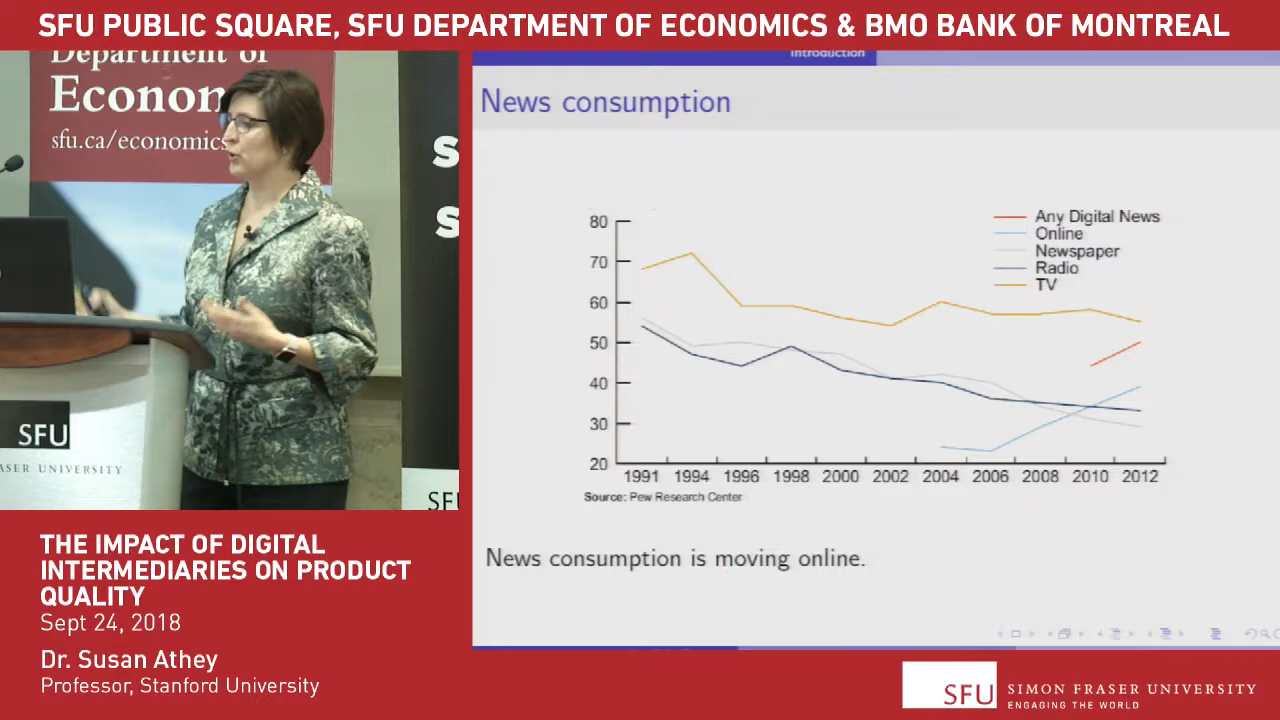 SFU PUBLIC SQUARE, SFU DEPARTMENT OF ECONOMICS & BMO BANK OF MONTREAL
Department of
Econom
sfu.ca/economics
S
S
SFU
ASER UNIVERSITY
SFU
Introduction
News consumption
80
70
60
50
40
30
20
1991 1994 1996 1998 2000 2002 2004 2006 2008 2010 2012
Any Digital News
Online
Newspaper
Radio
TV
Source: Pew Research Center
News consumption is moving online.
THE IMPACT OF DIGITAL
INTERMEDIARIES ON PRODUCT
QUALITY
Sept 24, 2018
Dr. Susan Athey
Professor, Stanford University
SFU
SIMON FRASER UNIVERSITY
ENGAGING THE WORLD